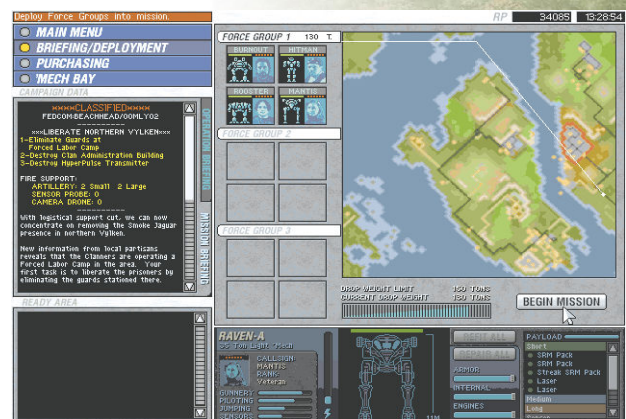 Deploy Force Groups into mission.
RP 34085 13:28:54
MAIN MENU
BRIEFING/DEPLOYMENT
PURCHASING
'MECH BAY
CAMPAIGN DATA
××××CLASSIFIED××××
FEDCOM:BEACHHEAD/OOMLY02
----------
×××LIBERATE NORTHERN VYLKEN×××
1-Eliminate Guards at
Forced Labor Camp
2-Destroy Clan Administration Building
3-Destroy HyperPulse Transmitter
FIRE SUPPORT:
ARTILLERY: 2 Small 2 Large
SENSOR PROBE: 0
CAMERA DRONE: 0
----------
With logistical support cut, we can now
concentrate on removing the Smoke Jaguar
presence in northern Vylken.
New information from local partisans
reveals that the Clanners are operating a
Forced Labor Camp in the area. Your
first task is to liberate the prisoners by
eliminating the guards stationed there.
OPERATION BRIEFING
MISSION BRIEFING
READY AREA
FORCE GROUP 1 130 T.
BURNOUT
HITMAN
ROOSTER
MANTIS
FORCE GROUP 2
FORCE GROUP 3
DROP WEIGHT LIMIT 150 TONS
CURRENT DROP WEIGHT 130 TONS
BEGIN MISSION
RAVEN-A
35 Ton Light 'Mech
CALLSIGN:
MANTIS
RANK:
Veteran
GUNNERY
PILOTING
JUMPING
SENSORS
REFIT ALL
REPAIR ALL
ARMOR
INTERNAL
ENGINES
PAYLOAD
Short
SRM Pack
SRM Pack
Streak SRM Pack
Laser
Laser
Medium
Long